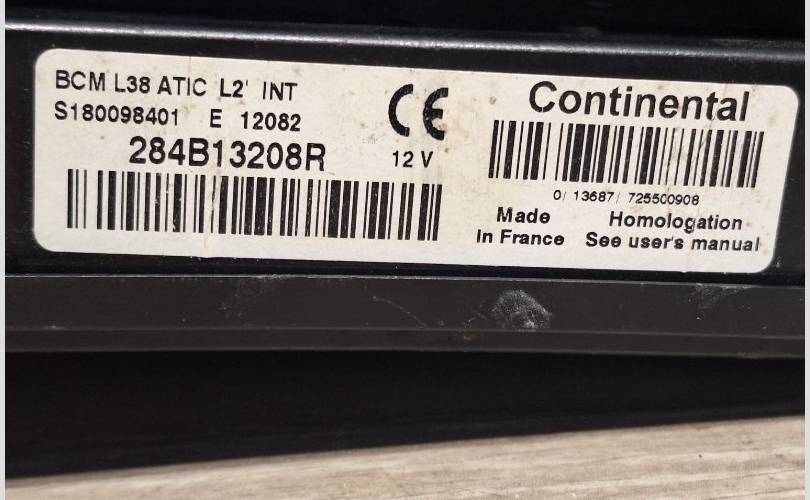 BCM L38 ATIC L2' INT
S180098401 E 12082
284B13208R
CE
12 V
Continental
0/ 13687/ 725500908
Made
In France
Homologation
See user's manual